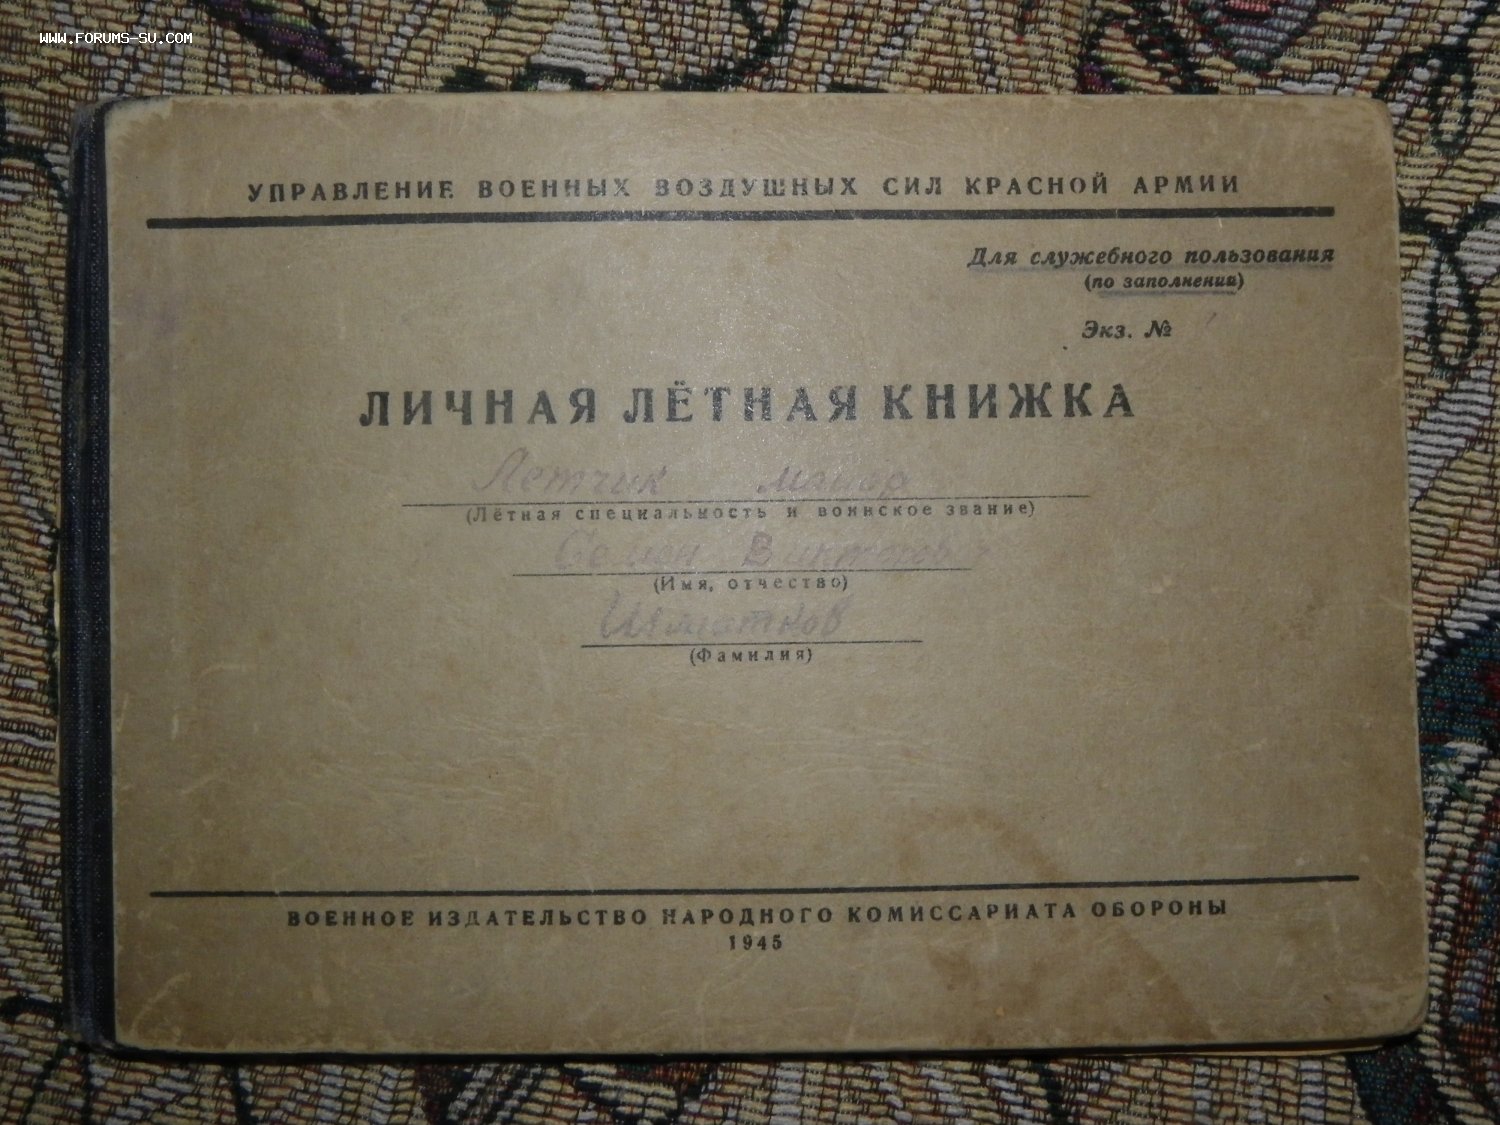 WWW.FORUMS-SU.COM
УПРАВЛЕНИЕ ВОЕННЫХ ВОЗДУШНЫХ СИЛ КРАСНОЙ АРМИИ
Для служебного пользования
(по заполнении)
Экз. №
ЛИЧНАЯ ЛЁТНАЯ КНИЖКА
Летчик майор
(Лётная специальность и воинское звание)
Семен
(Имя, отчество)
(Фамилия)
ВОЕННОЕ ИЗДАТЕЛЬСТВО НАРОДНОГО КОМИССАРИАТА ОБОРОНЫ
1945